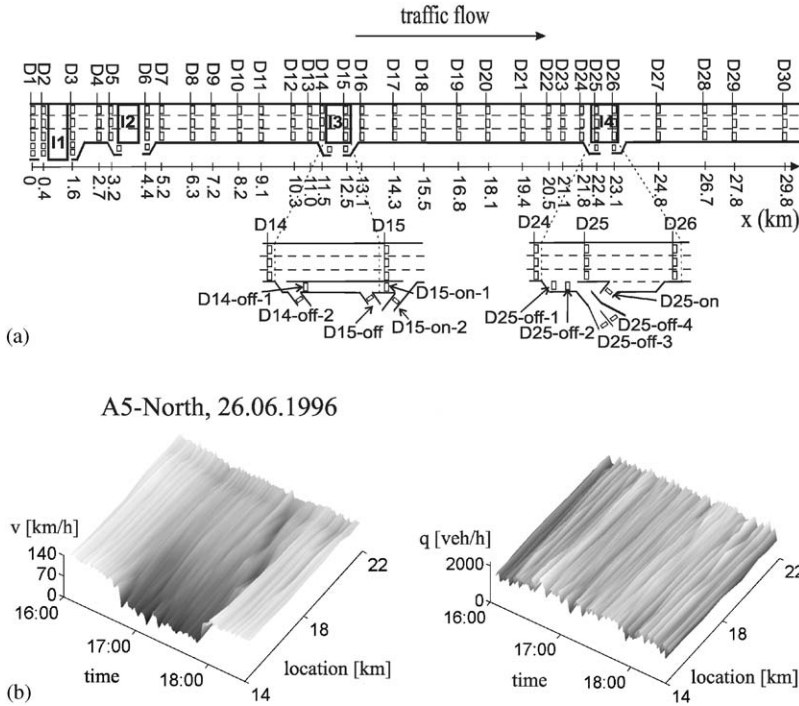 traffic flow
D1 D2 D3 D4 D5 D6 D7 D8 D9 D10 D11 D12 D13 D14 D15 D16 D17 D18 D19 D20 D21 D22 D23 D24 D25 D26 D27 D28 D29 D30
I1 I2 I3 I4
0 0.4 1.6 2.7 3.2 4.4 5.2 6.3 7.2 8.2 9.1 10.3 11.0 11.5 12.5 13.1 14.3 15.5 16.8 18.1 19.4 20.5 21.1 21.8 22.4 23.1 24.8 26.7 27.8 29.8
x (km)
D14 D15 D24 D25 D26
D14-off-1 D15-on-1 D25-on
D14-off-2 D15-off D15-on-2 D25-off-1 D25-off-2 D25-off-4
D25-off-3
(a)
A5-North, 26.06.1996
v [km/h]
140
70
0
16:00
17:00
18:00
time
14
18
22
location [km]
q [veh/h]
2000
0
16:00
17:00
18:00
time
14
18
22
location [km]
(b)